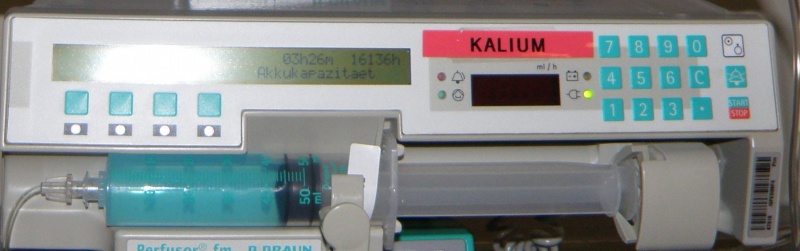 03h26m 16136h
Akkukapazitaet
KALIUM
ml / h
7 8 9 0
4 5 6 C
1 2 3
START
STOP
50
ml
Perfusor® fm B BRAUN